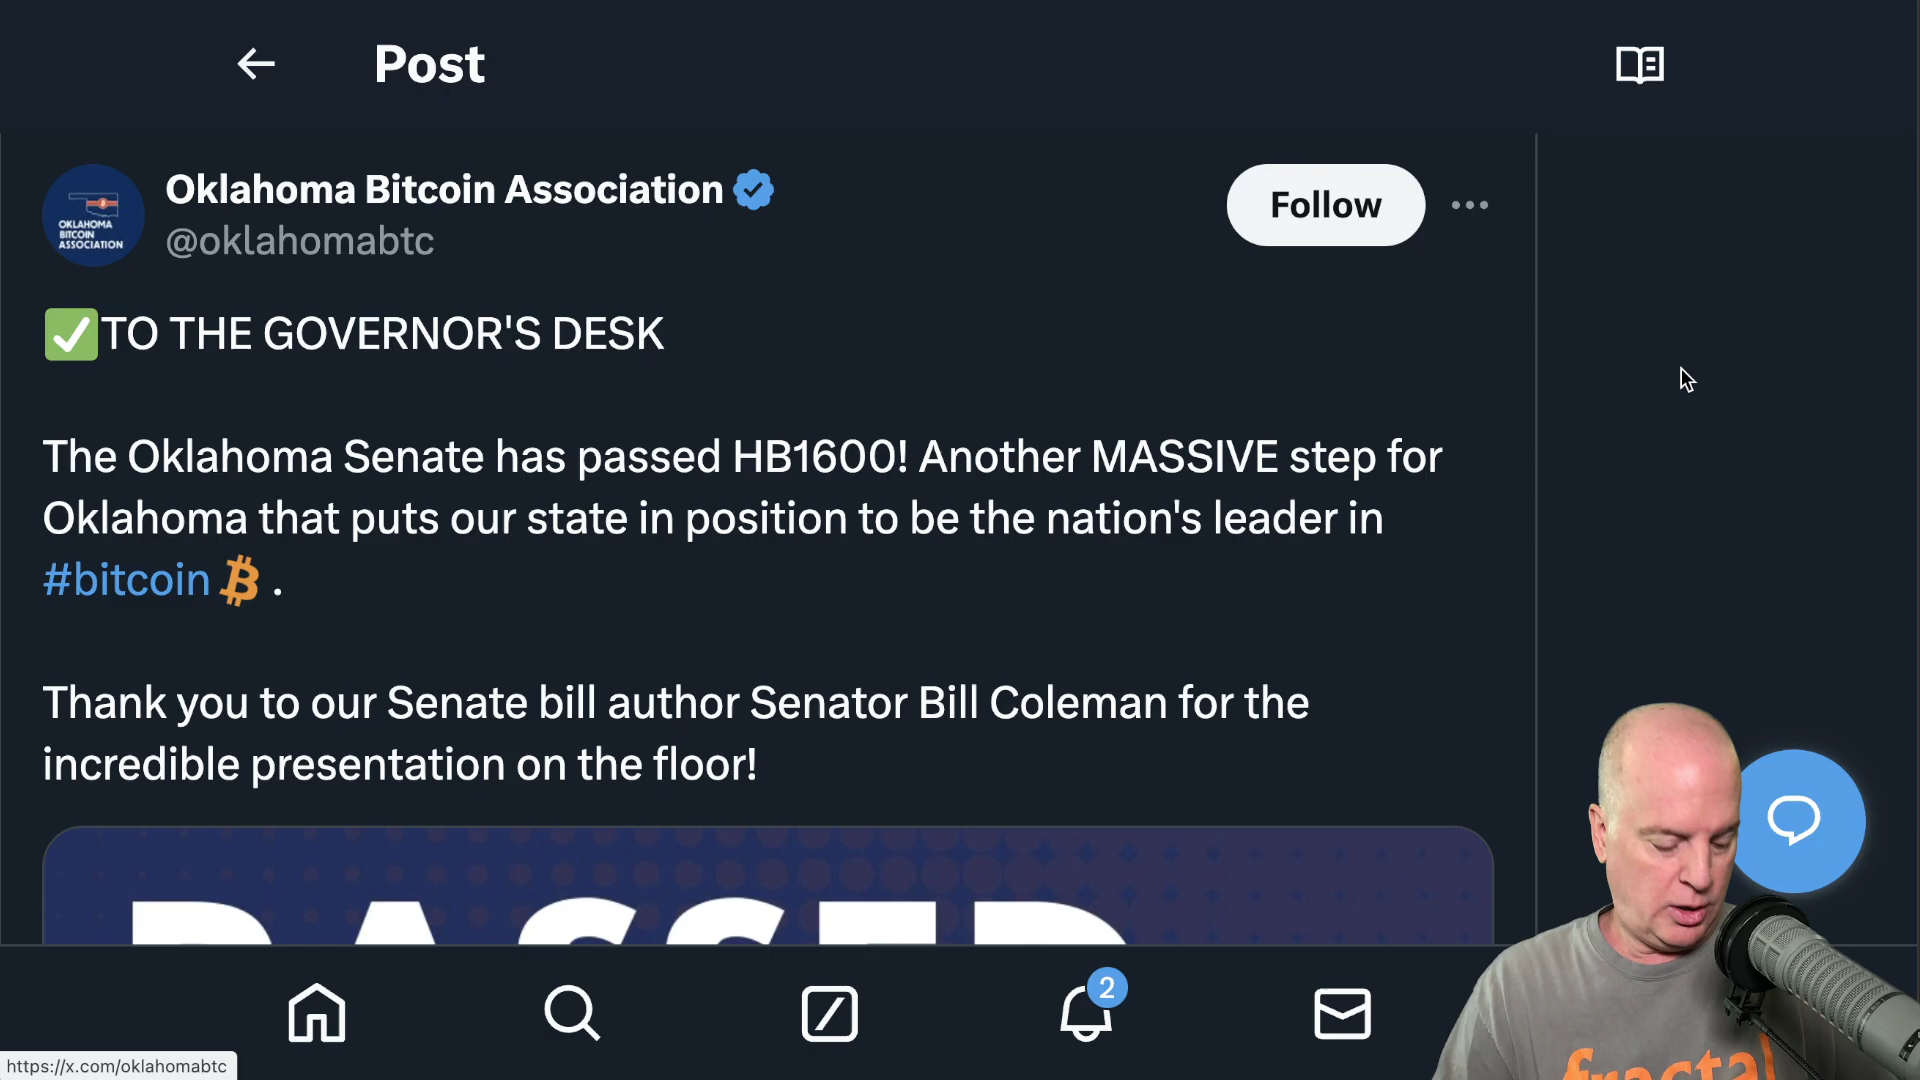 Post
Oklahoma Bitcoin Association
@oklahomabtc
Follow
OKLAHOMA
BITCOIN
ASSOCIATION
✅TO THE GOVERNOR'S DESK
The Oklahoma Senate has passed HB1600! Another MASSIVE step for
Oklahoma that puts our state in position to be the nation's leader in
#bitcoin .
Thank you to our Senate bill author Senator Bill Coleman for the
incredible presentation on the floor!
PASSED
2
https://x.com/oklahomabtc
fractal